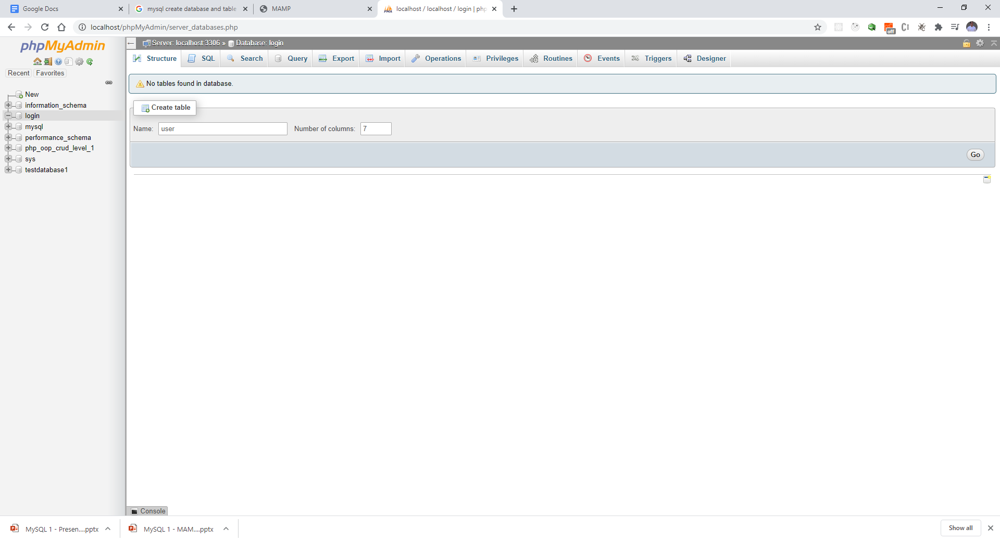 Google Docs
mysql create database and table
MAMP
localhost / localhost / login | php
localhost/phpMyAdmin/server_databases.php
off
phpMyAdmin
Recent
Favorites
New
information_schema
login
mysql
performance_schema
php_oop_crud_level_1
sys
testdatabase1
Server: localhost:3306 » Database: login
Structure
SQL
Search
Query
Export
Import
Operations
Privileges
Routines
Events
Triggers
Designer
No tables found in database.
Create table
Name: user Number of columns: 7
Go
Console
MySQL 1 - Presen....pptx
MySQL 1 - MAM....pptx
Show all